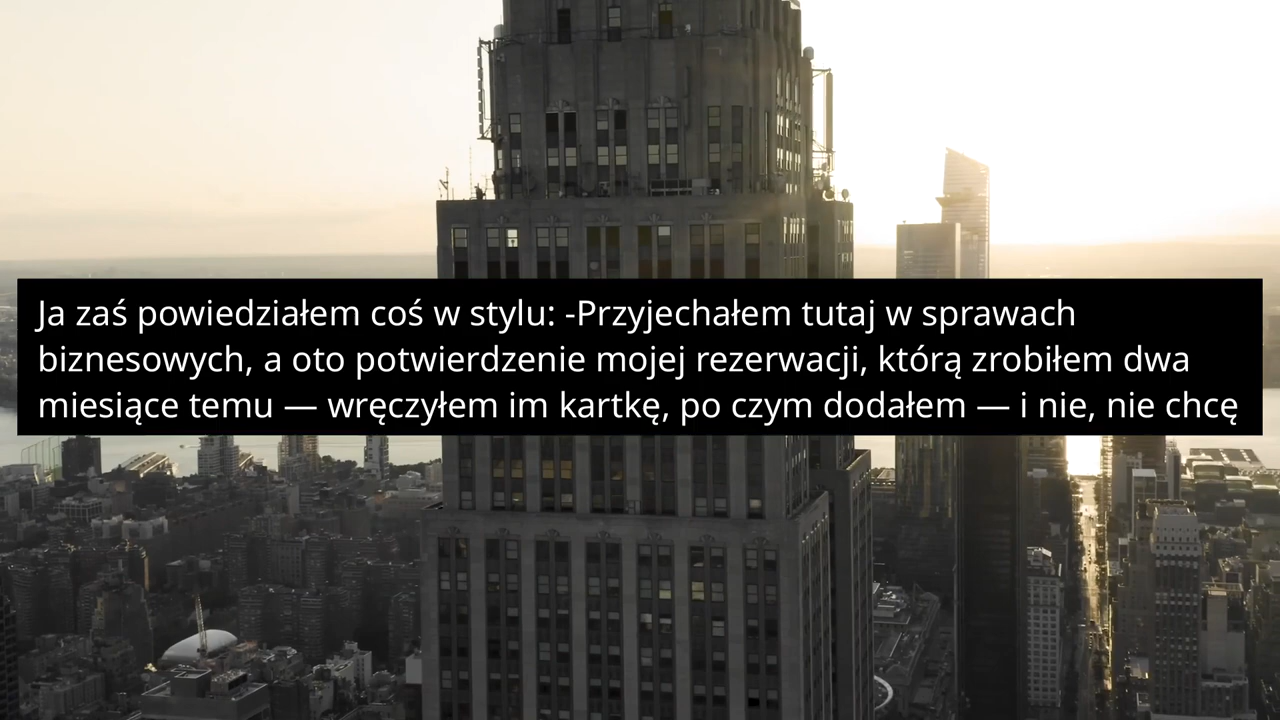 Ja zaś powiedziałem coś w stylu: -Przyjechałem tutaj w sprawach
biznesowych, a oto potwierdzenie mojej rezerwacji, którą zrobiłem dwa
miesiące temu — wręczyłem im kartkę, po czym dodałem — i nie, nie chcę